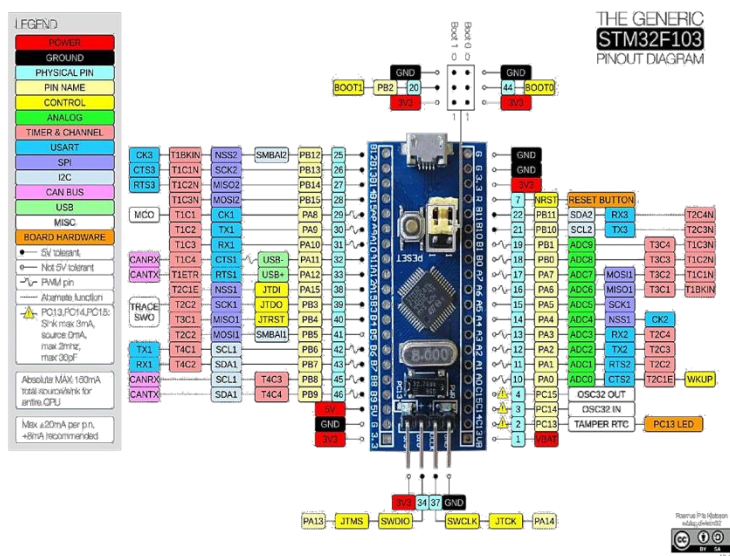 LEGEND
POWER
GROUND
PHYSICAL PIN
PIN NAME
CONTROL
ANALOG
TIMER & CHANNEL
USART
SPI
I2C
CAN BUS
USB
MISC
BOARD HARDWARE
5V tolerant
Not 5V tolerant
PWM pin
Alternate function
PC13, PC14, PC15:
Sink max 3mA,
source 0mA,
max 2mhz,
max 30pF
Absolute MAX 150mA
total source/sink for
entire CPU
Max ±20mA per pin,
±8mA recommended
THE GENERIC
STM32F103
PINOUT DIAGRAM
Boot 1
Boot 0
GND
GND
BOOT1 PB2 20
44 BOOT0
3V3
3V3
1 1
CK3 T1BKIN NSS2 SMBAI2 PB12 25
CTS3 T1C1N SCK2 PB13 26
RTS3 T1C2N MISO2 PB14 27
T1C3N MOSI2 PB15 28
MCO T1C1 CK1 PA8 29
T1C2 TX1 PA9 30
T1C3 RX1 PA10 31
CANRX T1C4 CTS1 USB- PA11 32
CANTX T1ETR RTS1 USB+ PA12 33
T2C1E NSS1 JTDI PA15 38
TRACE SWO T2C2 SCK1 JTDO PB3 39
T3C1 MISO1 JTRST PB4 40
T3C2 MOSI1 SMBAI1 PB5 41
TX1 T4C1 SCL1 PB6 42
RX1 T4C2 SDA1 PB7 43
CANRX SCL1 T4C3 PB8 45
CANTX SDA1 T4C4 PB9 46
5V
GND
3V3
GND
GND
3V3
7 NRST RESET BUTTON
22 PB11 SDA2 RX3 T2C4N
21 PB10 SCL2 TX3 T2C3N
19 PB1 ADC9 T3C4 T1C3N
18 PB0 ADC8 T3C3 T1C2N
17 PA7 ADC7 MOSI1 T3C2 T1C1N
16 PA6 ADC6 MISO1 T3C1 T1BKIN
15 PA5 ADC5 SCK1
14 PA4 ADC4 NSS1 CK2
13 PA3 ADC3 RX2 T2C4
12 PA2 ADC2 TX2 T2C3
11 PA1 ADC1 RTS2 T2C2
10 PA0 ADC0 CTS2 T2C1E WKUP
4 PC15 OSC32 OUT
3 PC14 OSC32 IN
2 PC13 TAMPER RTC PC13 LED
1 VBAT
RESET
8.000
PC13
PWR
3V3 34 37 GND
PA13 JTMS SWDIO SWCLK JTCK PA14
CC BY SA